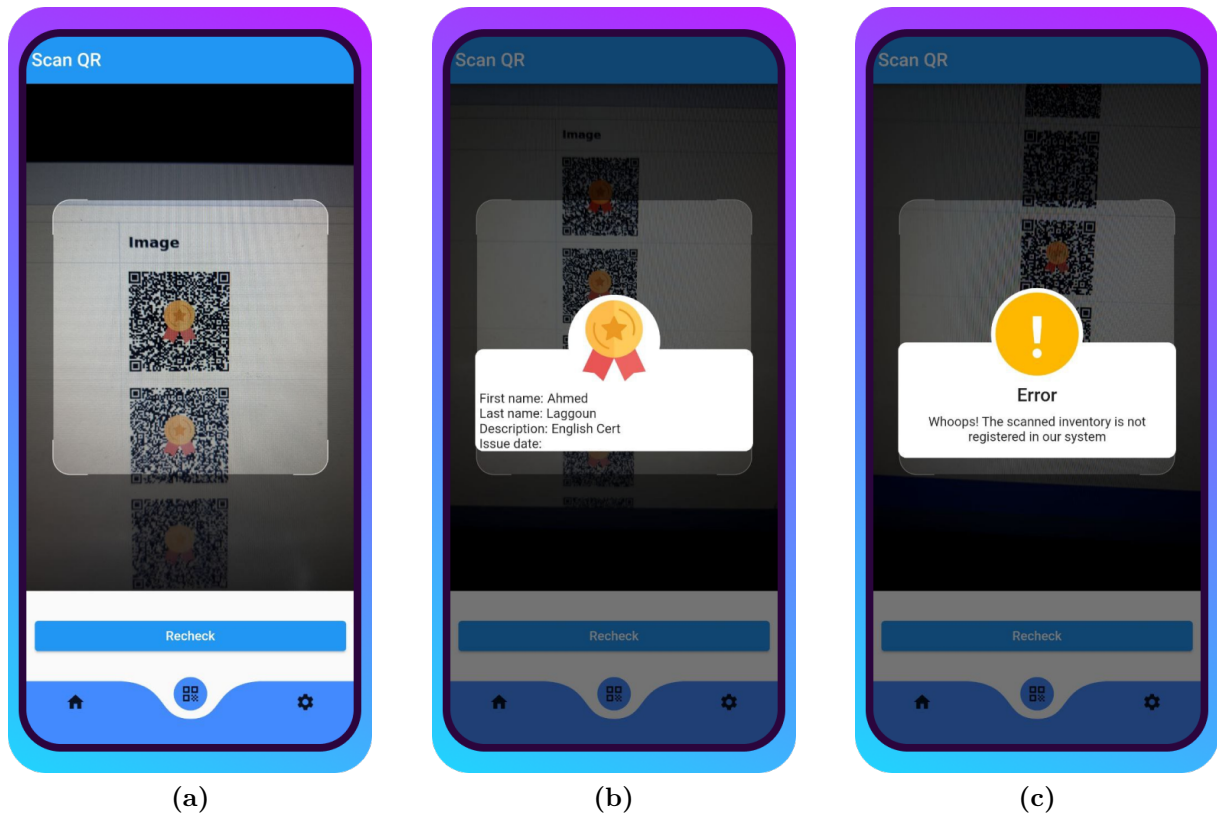 Scan QR
Image
Recheck
(a)
Scan QR
Image
First name: Ahmed
Last name: Laggoun
Description: English Cert
Issue date:
Recheck
(b)
Scan QR
Error
Whoops! The scanned inventory is not
registered in our system
Recheck
(c)